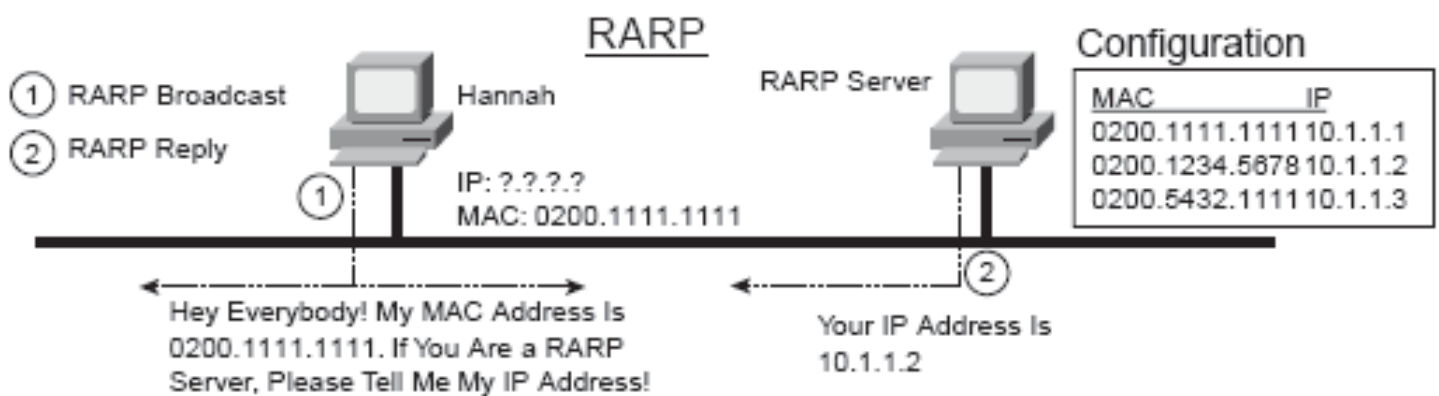 RARP
1 RARP Broadcast
2 RARP Reply
Hannah
1
IP: ?.?.?.?
MAC: 0200.1111.1111
RARP Server
Configuration
MAC IP
0200.1111.1111 10.1.1.1
0200.1234.5678 10.1.1.2
0200.5432.1111 10.1.1.3
Hey Everybody! My MAC Address Is
0200.1111.1111. If You Are a RARP
Server, Please Tell Me My IP Address!
2
Your IP Address Is
10.1.1.2